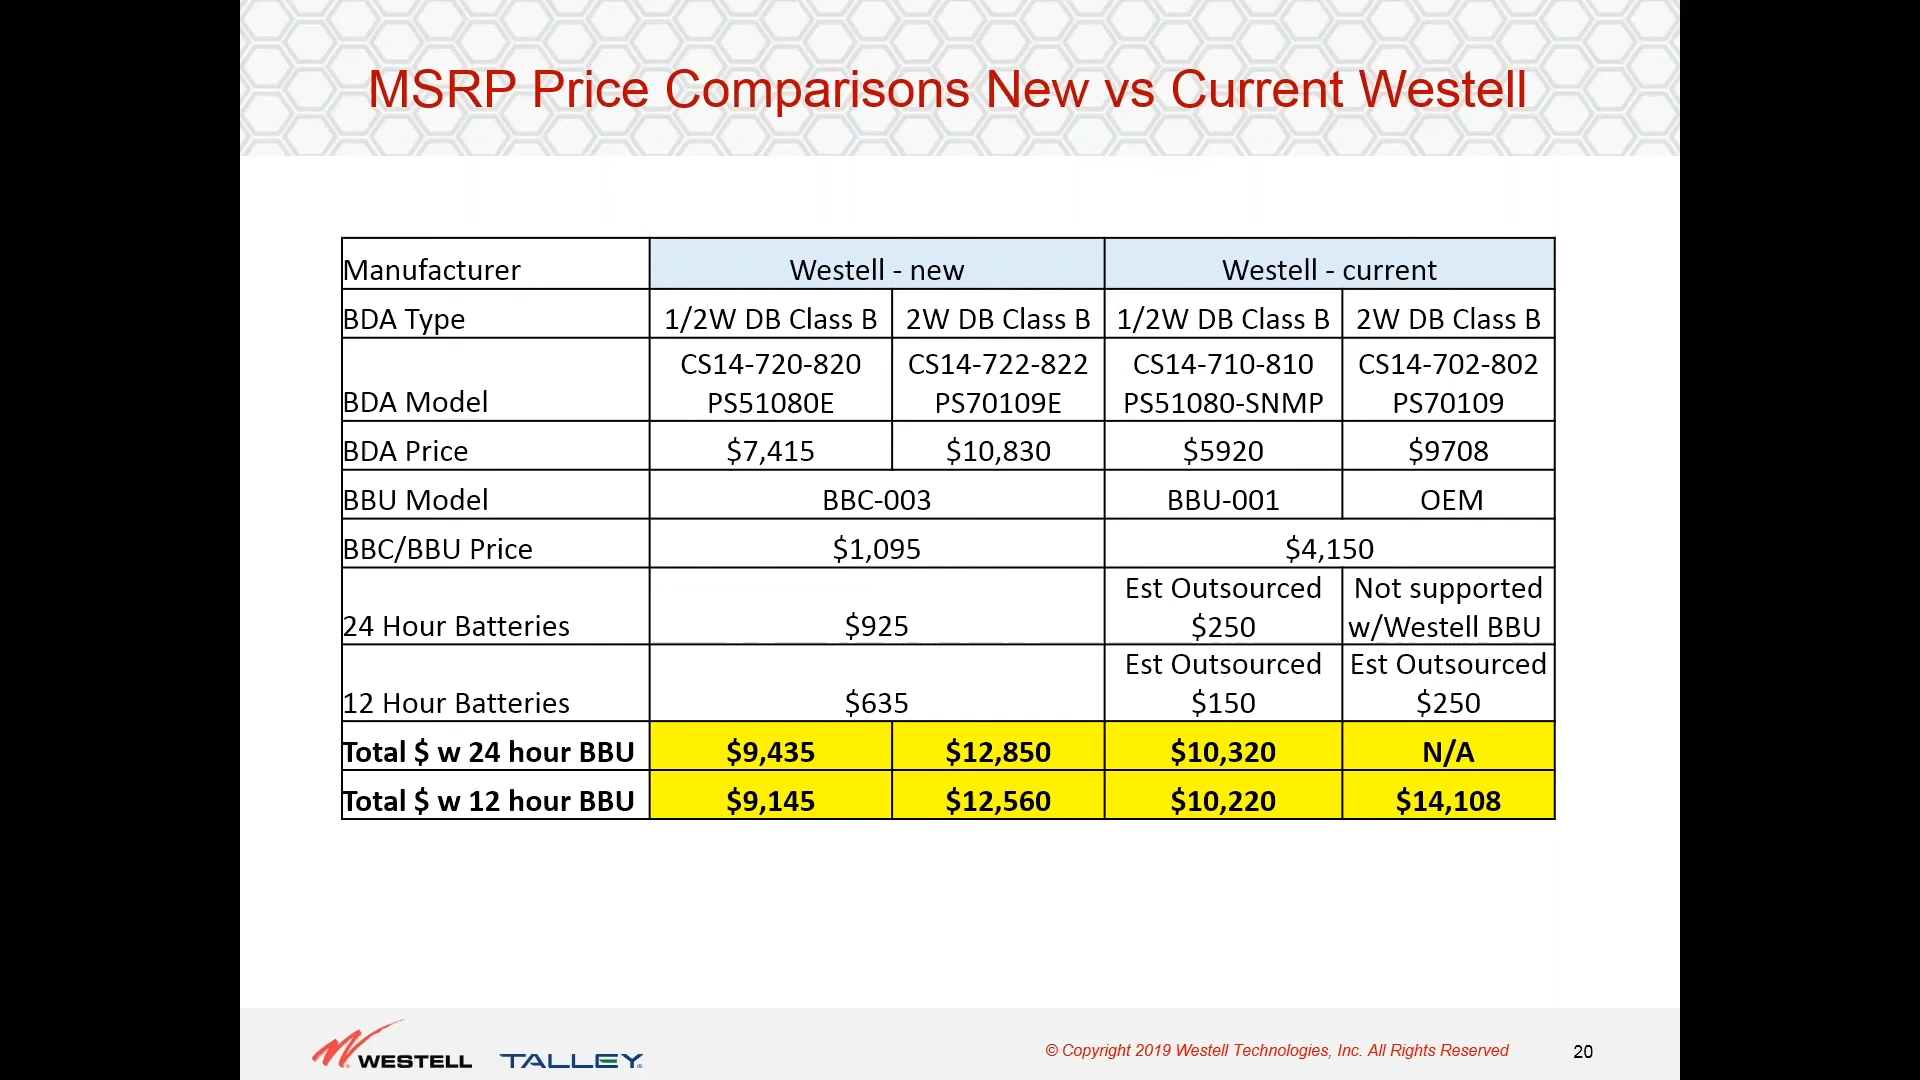 MSRP Price Comparisons New vs Current Westell
Manufacturer Westell - new Westell - current
BDA Type 1/2W DB Class B 2W DB Class B 1/2W DB Class B 2W DB Class B
CS14-720-820 CS14-722-822 CS14-710-810 CS14-702-802
BDA Model PS51080E PS70109E PS51080-SNMP PS70109
BDA Price $7,415 $10,830 $5920 $9708
BBU Model BBC-003 BBU-001 OEM
BBC/BBU Price $1,095 $4,150
Est Outsourced Not supported
24 Hour Batteries $925 $250 w/Westell BBU
Est Outsourced Est Outsourced
12 Hour Batteries $635 $150 $250
Total $ w 24 hour BBU $9,435 $12,850 $10,320 N/A
Total $ w 12 hour BBU $9,145 $12,560 $10,220 $14,108
WESTELL TALLEY © Copyright 2019 Westell Technologies, Inc. All Rights Reserved 20